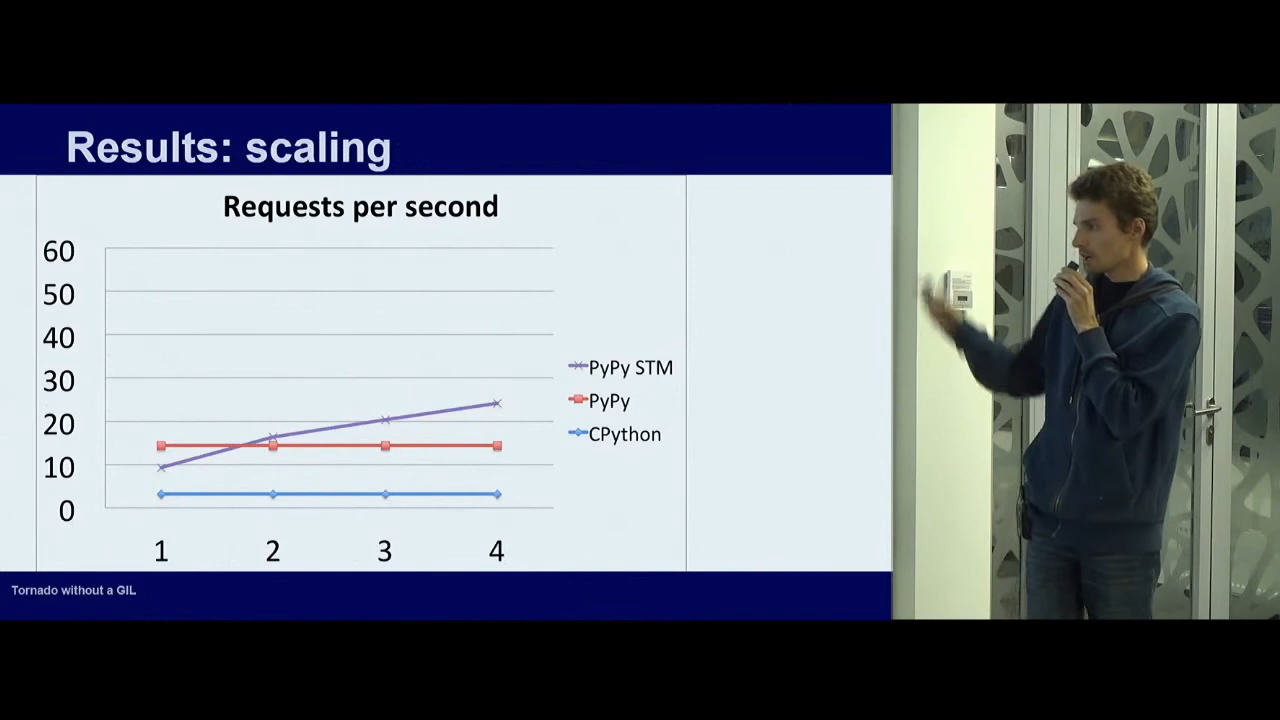 Results: scaling
Requests per second
60
50
40
30
20
10
0
1 2 3 4
PyPy STM
PyPy
CPython
Tornado without a GIL